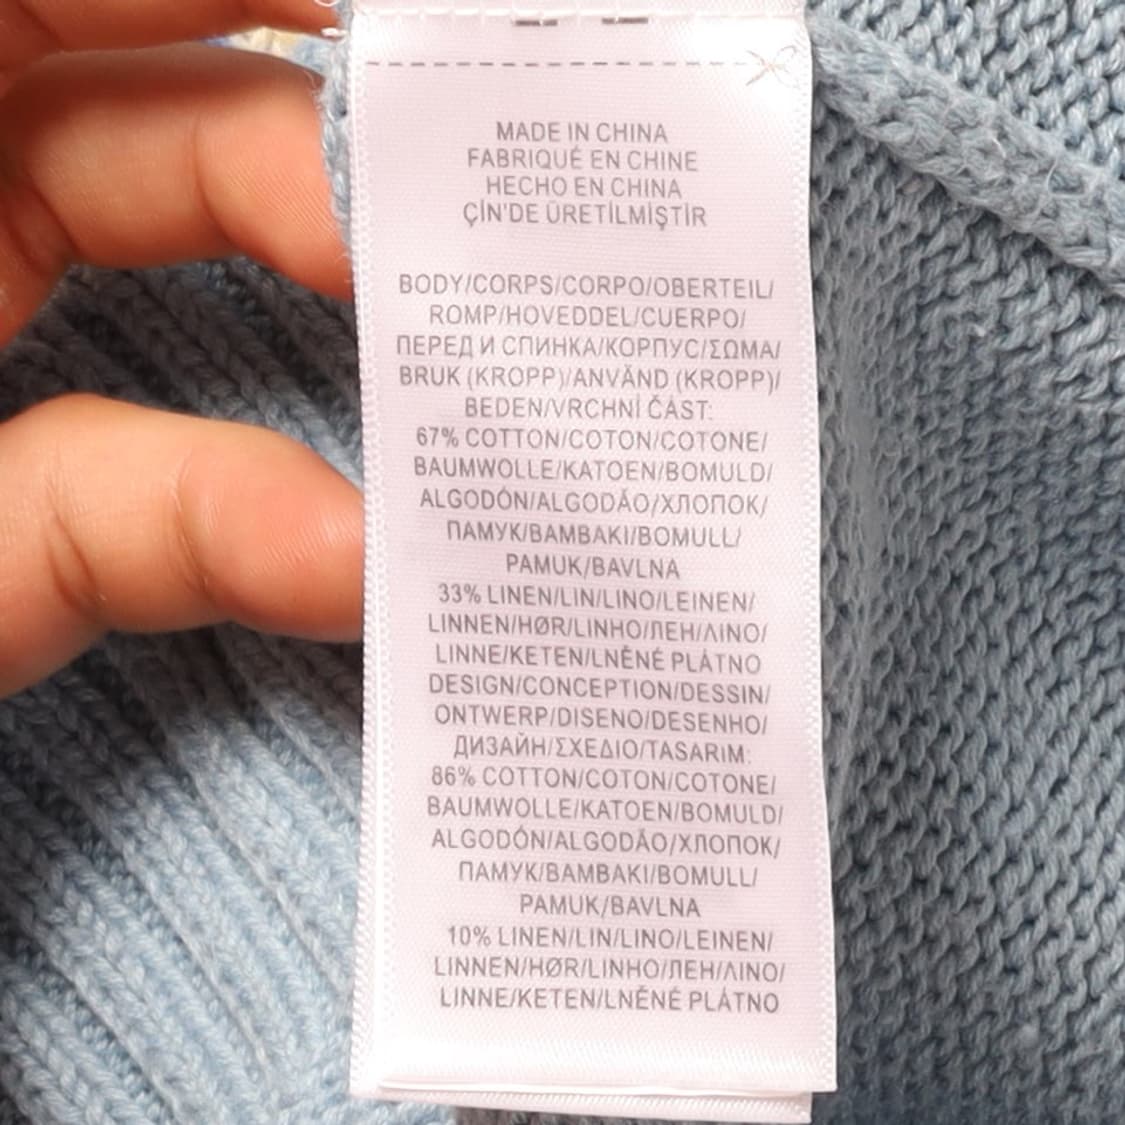 MADE IN CHINA
FABRIQUÉ EN CHINE
HECHO EN CHINA
ÇİN'DE ÜRETİLMİŞTİR
BODY/CORPS/CORPO/OBERTEIL/
ROMP/HOVEDDEL/CUERPO/
ПЕРЕД И СПИНКА/КОРПУС/ΣΩΜΑ/
BRUK (KROPP)/ANVÄND (KROPP)/
BEDEN/VRCHNÍ ČÁST:
67% COTTON/COTON/COTONE/
BAUMWOLLE/KATOEN/BOMULD/
ALGODÓN/ALGODÃO/ХЛОПОК/
ПАМУК/BAMBAKI/BOMULL/
PAMUK/BAVLNA
33% LINEN/LIN/LINO/LEINEN/
LINNEN/HØR/LINHO/ЛЕН/ΛΙΝΟ/
LINNE/KETEN/LNĚNÉ PLÁTNO
DESIGN/CONCEPTION/DESSIN/
ONTWERP/DISENO/DESENHO/
ДИЗАЙН/ΣΧΕΔΙΟ/TASARIM:
86% COTTON/COTON/COTONE/
BAUMWOLLE/KATOEN/BOMULD/
ALGODÓN/ALGODÃO/ХЛОПОК/
ПАМУК/BAMBAKI/BOMULL/
PAMUK/BAVLNA
10% LINEN/LIN/LINO/LEINEN/
LINNEN/HØR/LINHO/ЛЕН/ΛΙΝΟ/
LINNE/KETEN/LNĚNÉ PLÁTNO